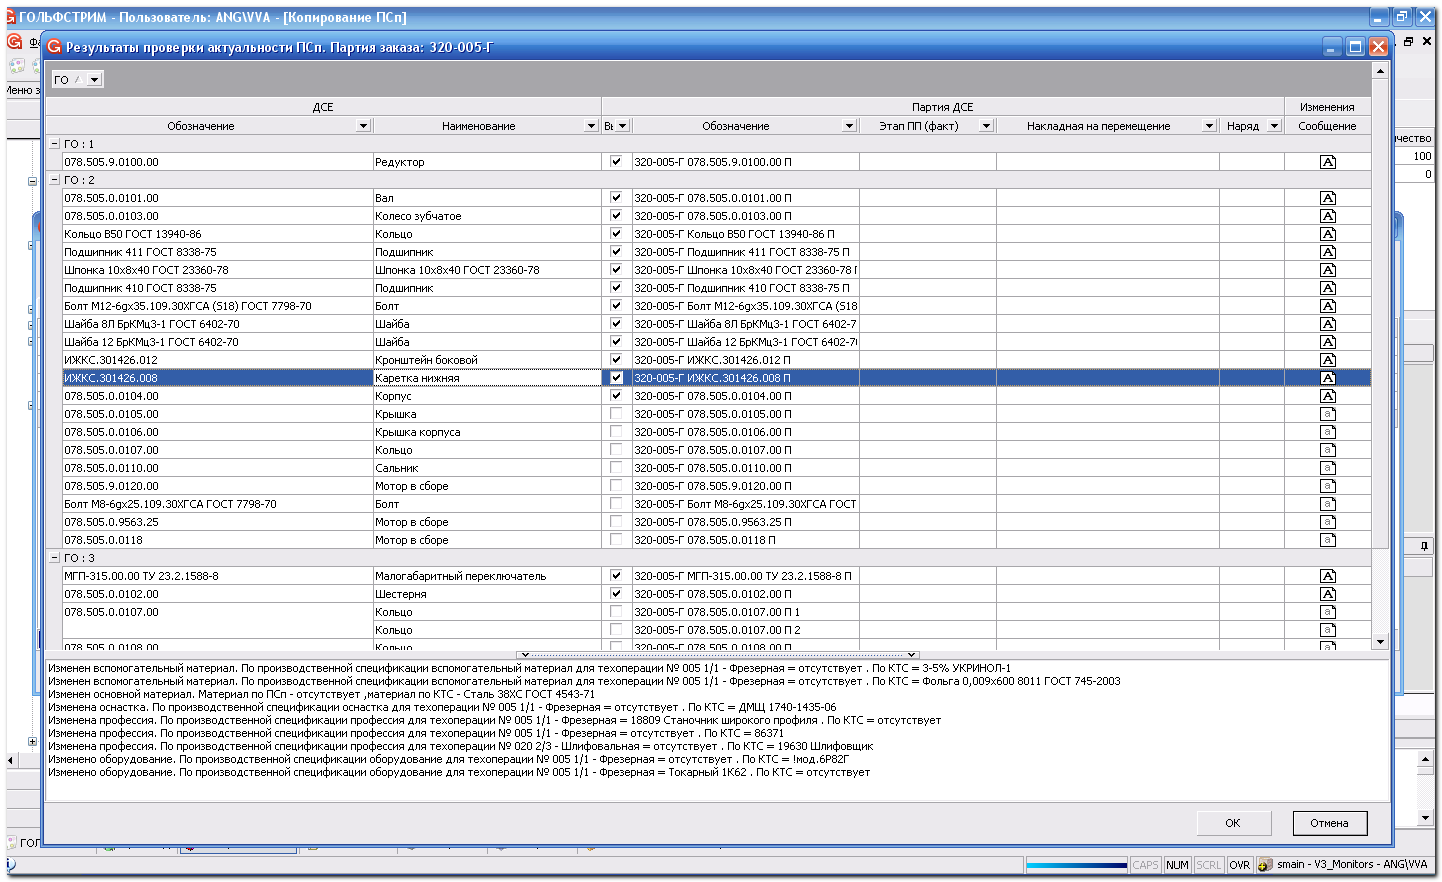 ГОЛЬФСТРИМ - Пользователь: ANG\VVA - [Копирование ПСп]
Результаты проверки актуальности ПСп. Партия заказа: 320-005-Г
Меню з
ГО
ДСЕ Партия ДСЕ Изменения
Обозначение Наименование Вы Обозначение Этап ПП (факт) Накладная на перемещение Наряд Сообщение
чество
100
0
ГО : 1
078.505.9.0100.00 Редуктор 320-005-Г 078.505.9.0100.00 П
ГО : 2
078.505.0.0101.00 Вал 320-005-Г 078.505.0.0101.00 П
078.505.0.0103.00 Колесо зубчатое 320-005-Г 078.505.0.0103.00 П
Кольцо В50 ГОСТ 13940-86 Кольцо 320-005-Г Кольцо В50 ГОСТ 13940-86 П
Подшипник 411 ГОСТ 8338-75 Подшипник 320-005-Г Подшипник 411 ГОСТ 8338-75 П
Шпонка 10х8х40 ГОСТ 23360-78 Шпонка 10х8х40 ГОСТ 23360-78 320-005-Г Шпонка 10х8х40 ГОСТ 23360-78
Подшипник 410 ГОСТ 8338-75 Подшипник 320-005-Г Подшипник 410 ГОСТ 8338-75 П
Болт М12-6gх35.109.30ХГСА (S18) ГОСТ 7798-70 Болт 320-005-Г Болт М12-6gх35.109.30ХГСА (S18
Шайба 8Л БрКМц3-1 ГОСТ 6402-70 Шайба 320-005-Г Шайба 8Л БрКМц3-1 ГОСТ 6402-7
Шайба 12 БрКМц3-1 ГОСТ 6402-70 Шайба 320-005-Г Шайба 12 БрКМц3-1 ГОСТ 6402-7
ИЖКС.301426.012 Кронштейн боковой 320-005-Г ИЖКС.301426.012 П
ИЖКС.301426.008 Каретка нижняя 320-005-Г ИЖКС.301426.008 П
078.505.0.0104.00 Корпус 320-005-Г 078.505.0.0104.00 П
078.505.0.0105.00 Крышка 320-005-Г 078.505.0.0105.00 П
078.505.0.0106.00 Крышка корпуса 320-005-Г 078.505.0.0106.00 П
078.505.0.0107.00 Кольцо 320-005-Г 078.505.0.0107.00 П
078.505.0.0110.00 Сальник 320-005-Г 078.505.0.0110.00 П
078.505.9.0120.00 Мотор в сборе 320-005-Г 078.505.9.0120.00 П
Болт М8-6gх25.109.30ХГСА ГОСТ 7798-70 Болт 320-005-Г Болт М8-6gх25.109.30ХГСА ГОСТ
078.505.0.9563.25 Мотор в сборе 320-005-Г 078.505.0.9563.25 П
078.505.0.0118 Мотор в сборе 320-005-Г 078.505.0.0118 П
ГО : 3
МГП-315.00.00 ТУ 23.2.1588-8 Малогабаритный переключатель 320-005-Г МГП-315.00.00 ТУ 23.2.1588-8 П
078.505.0.0102.00 Шестерня 320-005-Г 078.505.0.0102.00 П
078.505.0.0107.00 Кольцо 320-005-Г 078.505.0.0107.00 П 1
Кольцо 320-005-Г 078.505.0.0107.00 П 2
078.505.0.0108.00 Кольцо 320-005-Г 078.505.0.0108.00 П
Изменен вспомогательный материал. По производственной спецификации вспомогательный материал для техоперации № 005 1/1 - Фрезерная = отсутствует . По КТС = 3-5% УКРИНОЛ-1
Изменен вспомогательный материал. По производственной спецификации вспомогательный материал для техоперации № 005 1/1 - Фрезерная = отсутствует . По КТС = Фольга 0,009х600 8011 ГОСТ 745-2003
Изменен основной материал. Материал по ПСп - отсутствует ,материал по КТС - Сталь 38ХС ГОСТ 4543-71
Изменена оснастка. По производственной спецификации оснастка для техоперации № 005 1/1 - Фрезерная = отсутствует . По КТС = ДМЩ 1740-1435-06
Изменена профессия. По производственной спецификации профессия для техоперации № 005 1/1 - Фрезерная = 18809 Станочник широкого профиля . По КТС = отсутствует
Изменена профессия. По производственной спецификации профессия для техоперации № 005 1/1 - Фрезерная = отсутствует . По КТС = 86371
Изменена профессия. По производственной спецификации профессия для техоперации № 020 2/3 - Шлифовальная = отсутствует . По КТС = 19630 Шлифовщик
Изменено оборудование. По производственной спецификации оборудование для техоперации № 005 1/1 - Фрезерная = отсутствует . По КТС = !мод.6Р82Г
Изменено оборудование. По производственной спецификации оборудование для техоперации № 005 1/1 - Фрезерная = Токарный 1К62 . По КТС = отсутствует
OK Отмена
ГОЛ
CAPS NUM SCRL OVR smain - V3_Monitors - ANG\VVA